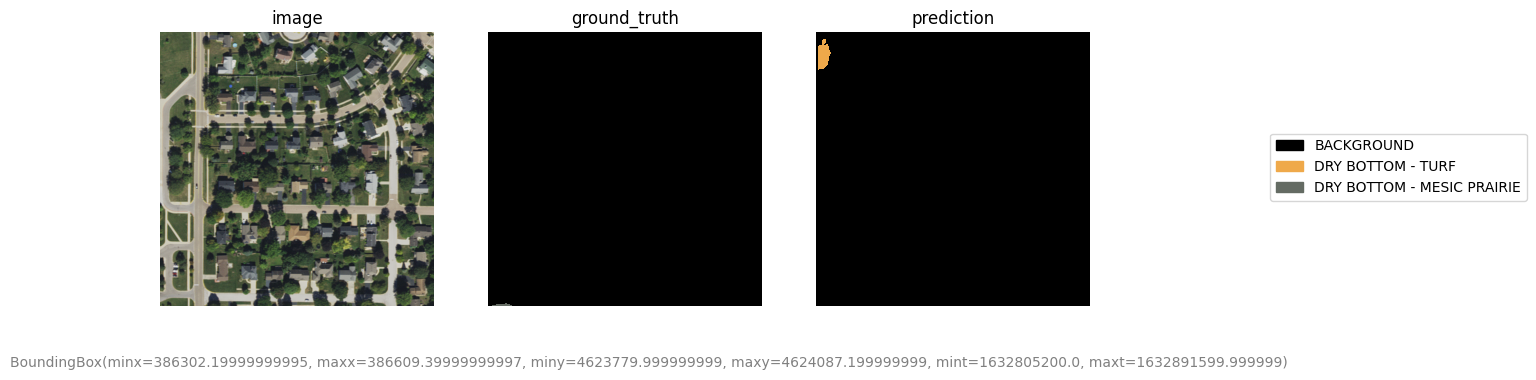 image
ground_truth
prediction
BACKGROUND
DRY BOTTOM - TURF
DRY BOTTOM - MESIC PRAIRIE
BoundingBox(minx=386302.19999999995, maxx=386609.39999999997, miny=4623779.999999999, maxy=4624087.199999999, mint=1632805200.0, maxt=1632891599.999999)